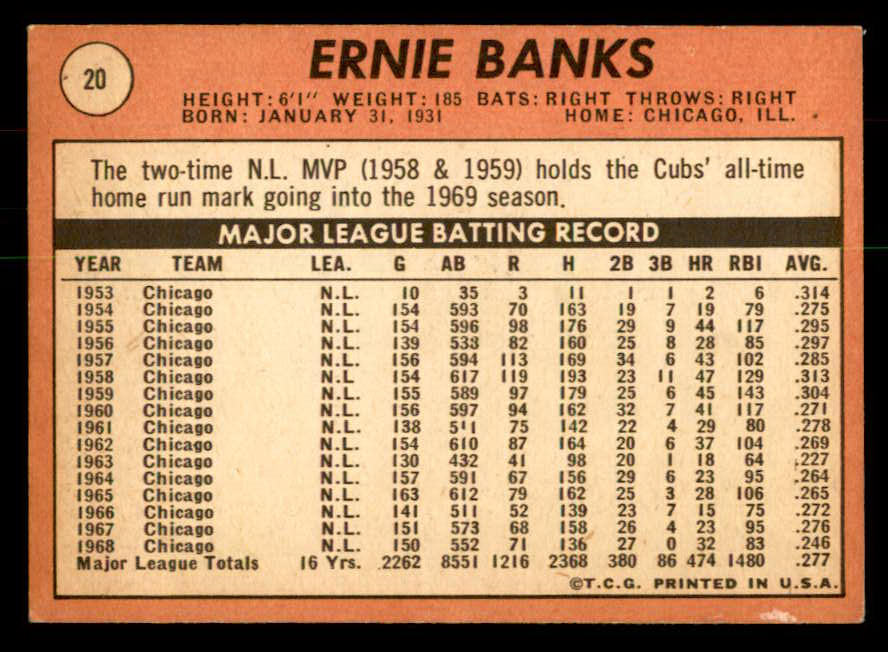 20
ERNIE BANKS
HEIGHT: 6'1" WEIGHT: 185 BATS: RIGHT THROWS: RIGHT
BORN: JANUARY 31, 1931 HOME: CHICAGO, ILL.
The two-time N.L. MVP (1958 & 1959) holds the Cubs' all-time
home run mark going into the 1969 season.
MAJOR LEAGUE BATTING RECORD
YEAR TEAM LEA. G AB R H 2B 3B HR RBI AVG.
1953 Chicago N.L. 10 35 3 11 1 1 2 6 .314
1954 Chicago N.L. 154 593 70 163 19 7 19 79 .275
1955 Chicago N.L. 154 596 98 176 29 9 44 117 .295
1956 Chicago N.L. 139 538 82 160 25 8 28 85 .297
1957 Chicago N.L. 156 594 113 169 34 6 43 102 .285
1958 Chicago N.L 154 617 119 193 23 11 47 129 .313
1959 Chicago N.L. 155 589 97 179 25 6 45 143 .304
1960 Chicago N.L. 156 597 94 162 32 7 41 117 .271
1961 Chicago N.L. 138 511 75 142 22 4 29 80 .278
1962 Chicago N.L. 154 610 87 164 20 6 37 104 .269
1963 Chicago N.L. 130 432 41 98 20 1 18 64 .227
1964 Chicago N.L. 157 591 67 156 29 6 23 95 .264
1965 Chicago N.L. 163 612 79 162 25 3 28 106 .265
1966 Chicago N.L. 141 511 52 139 23 7 15 75 .272
1967 Chicago N.L. 151 573 68 158 26 4 23 95 .276
1968 Chicago N.L. 150 552 71 136 27 0 32 83 .246
Major League Totals 16 Yrs. 2262 8551 1216 2368 380 86 474 1480 .277
©T.C.G. PRINTED IN U.S.A.